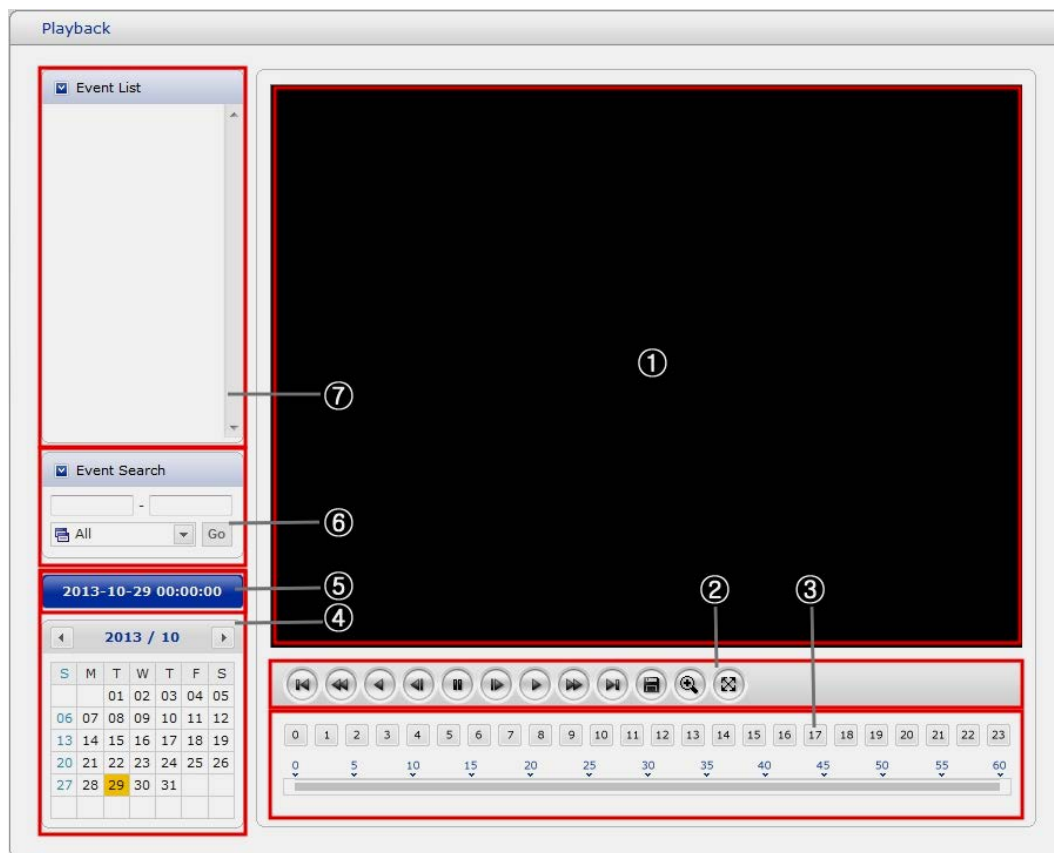 Playback
Event List
⑦
Event Search
-
All
Go
⑥
2013-10-29 00:00:00
⑤
④
2013 / 10
S M T W T F S
01 02 03 04 05
06 07 08 09 10 11 12
13 14 15 16 17 18 19
20 21 22 23 24 25 26
27 28 29 30 31
①
②
③
0 1 2 3 4 5 6 7 8 9 10 11 12 13 14 15 16 17 18 19 20 21 22 23
0 5 10 15 20 25 30 35 40 45 50 55 60